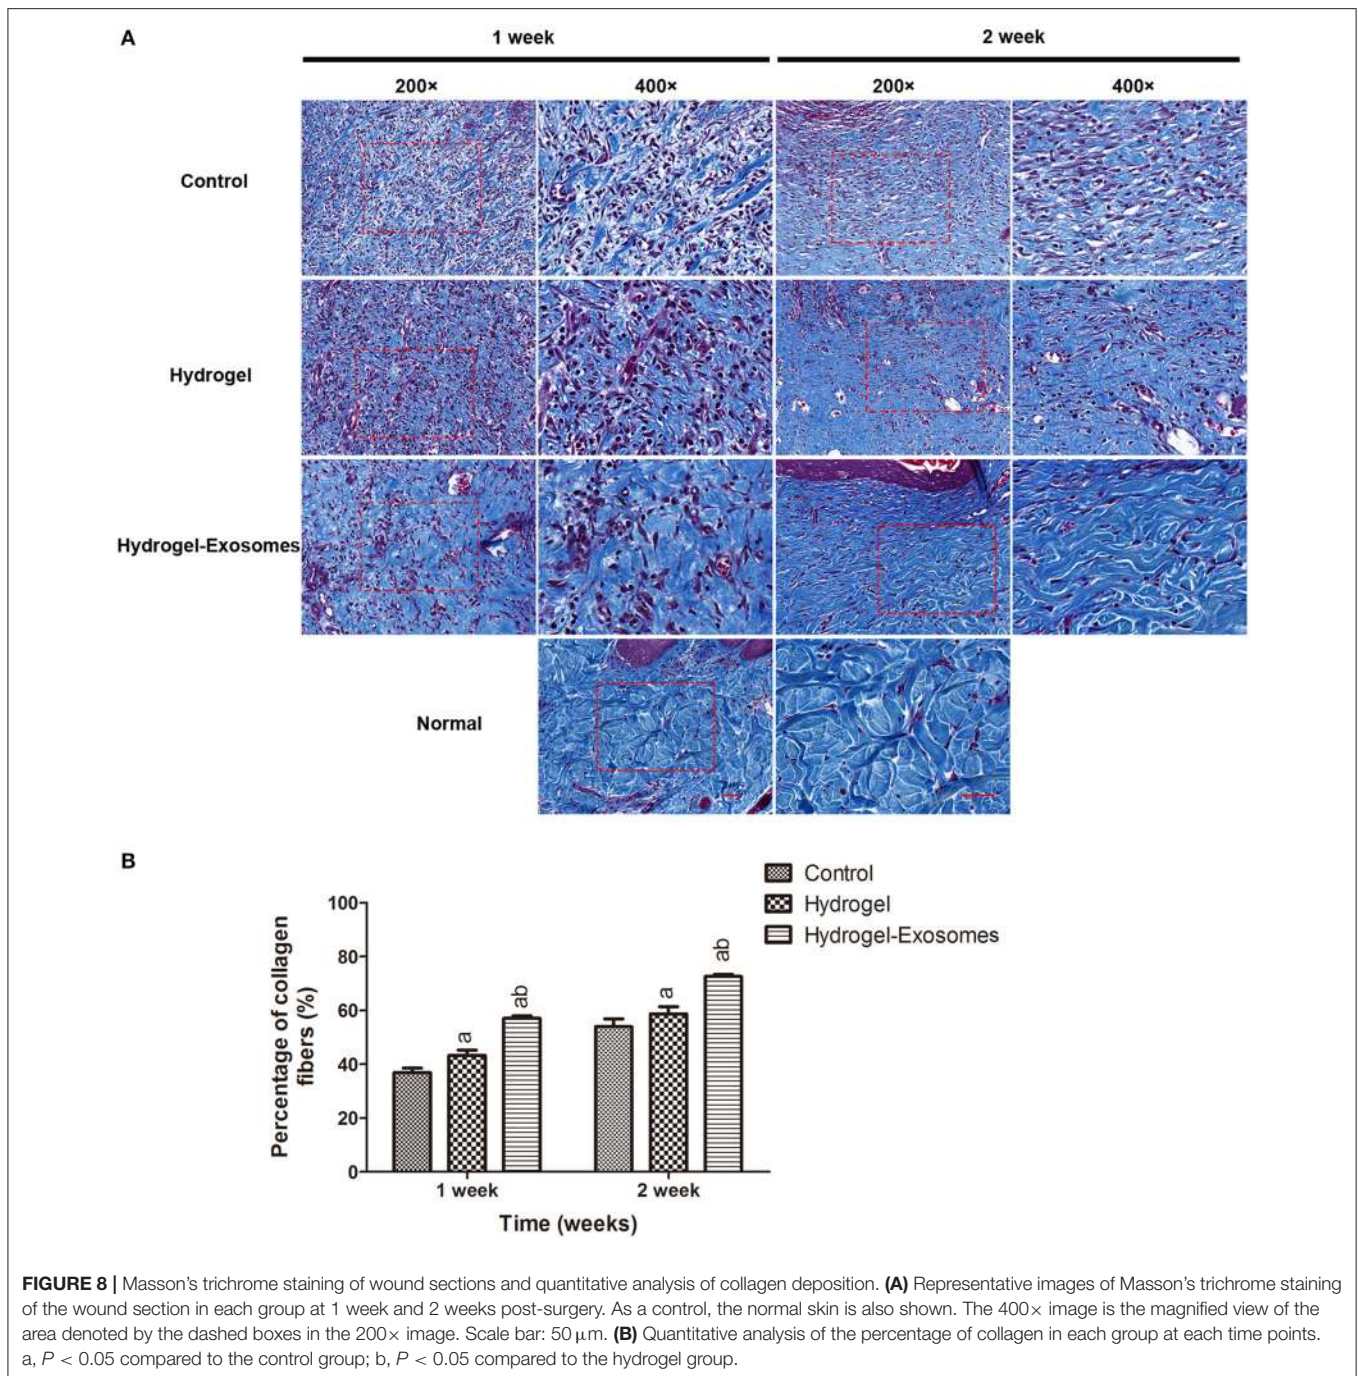 A
1 week
2 week
200×
400×
200×
400×
Control
Hydrogel
Hydrogel-Exosomes
Normal
B
Control
Hydrogel
Hydrogel-Exosomes
Percentage of collagen
fibers (%)
100
80
60
40
20
0
a
ab
a
ab
1 week
2 week
Time (weeks)
FIGURE 8 | Masson's trichrome staining of wound sections and quantitative analysis of collagen deposition. (A) Representative images of Masson's trichrome staining
of the wound section in each group at 1 week and 2 weeks post-surgery. As a control, the normal skin is also shown. The 400× image is the magnified view of the
area denoted by the dashed boxes in the 200× image. Scale bar: 50 μm. (B) Quantitative analysis of the percentage of collagen in each group at each time points.
a, P < 0.05 compared to the control group; b, P < 0.05 compared to the hydrogel group.